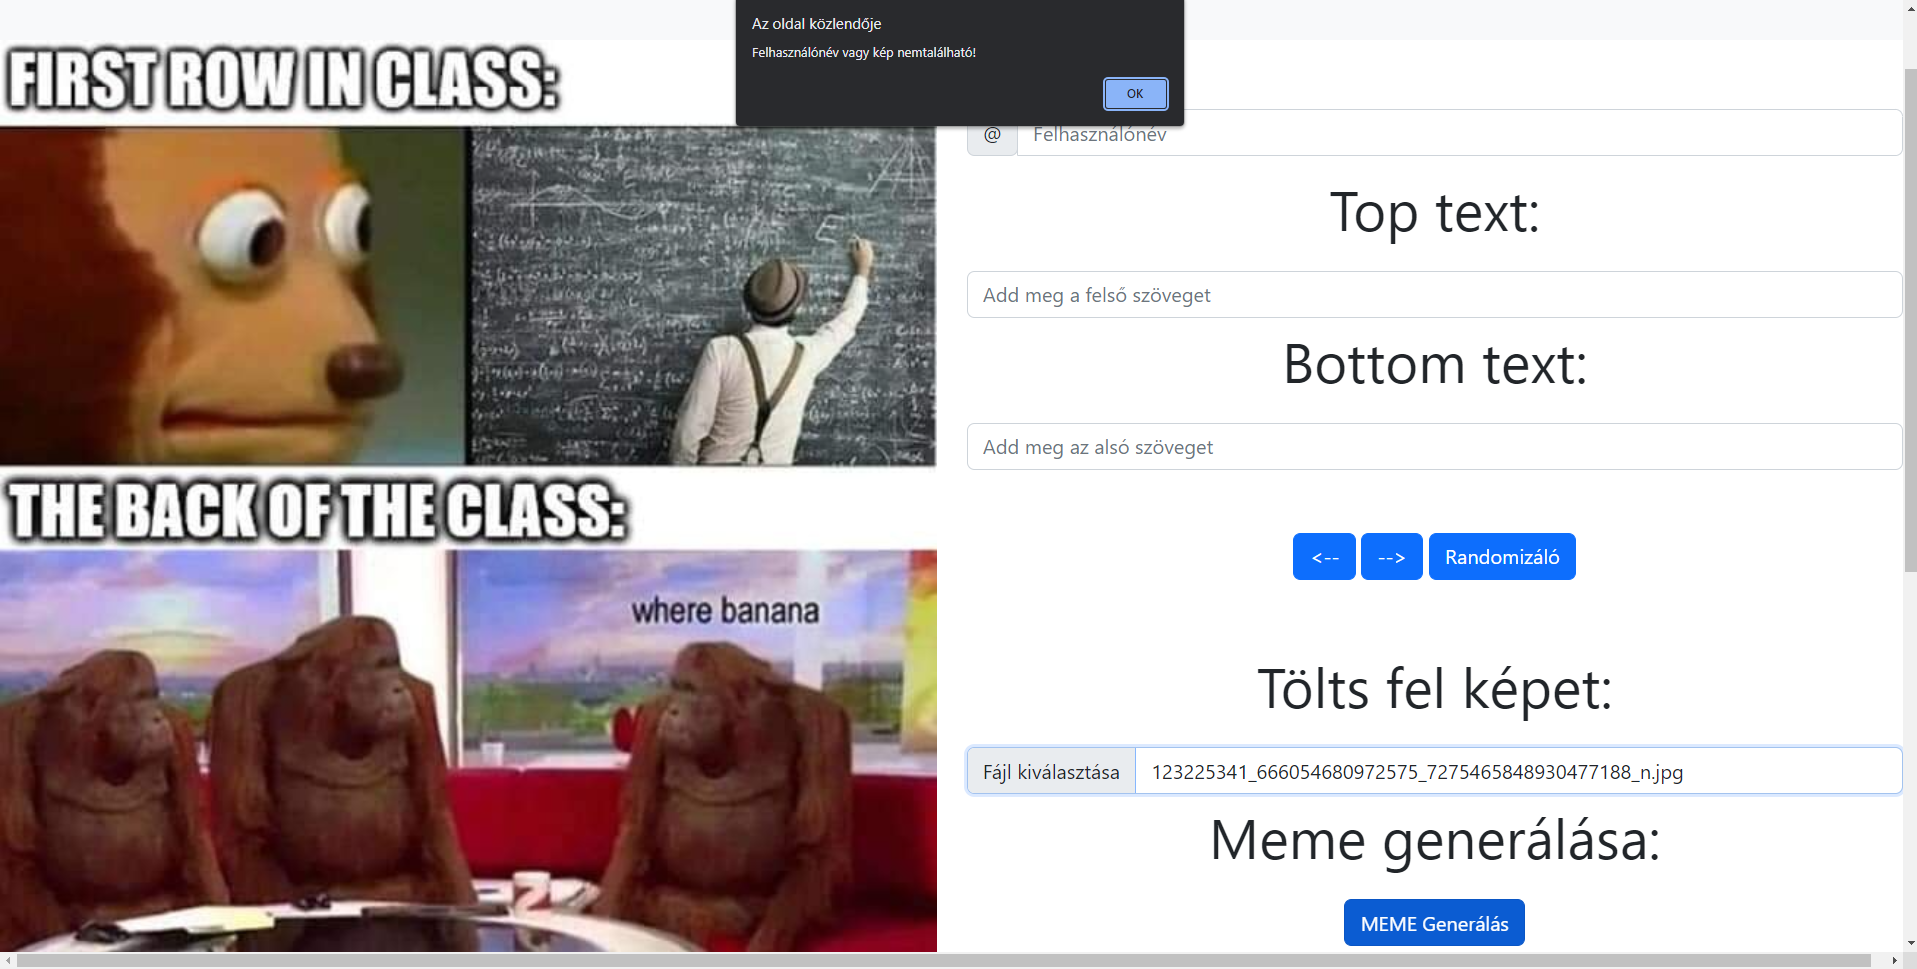 Az oldal közlendője
Felhasználónév vagy kép nemtalálható!
OK
FIRST ROW IN CLASS:
E
THE BACK OF THE CLASS:
where banana
@ Felhasználónév
Top text:
Add meg a felső szöveget
Bottom text:
Add meg az alsó szöveget
<-- --> Randomizáló
Tölts fel képet:
Fájl kiválasztása 123225341_666054680972575_7275465848930477188_n.jpg
Meme generálása:
MEME Generálás